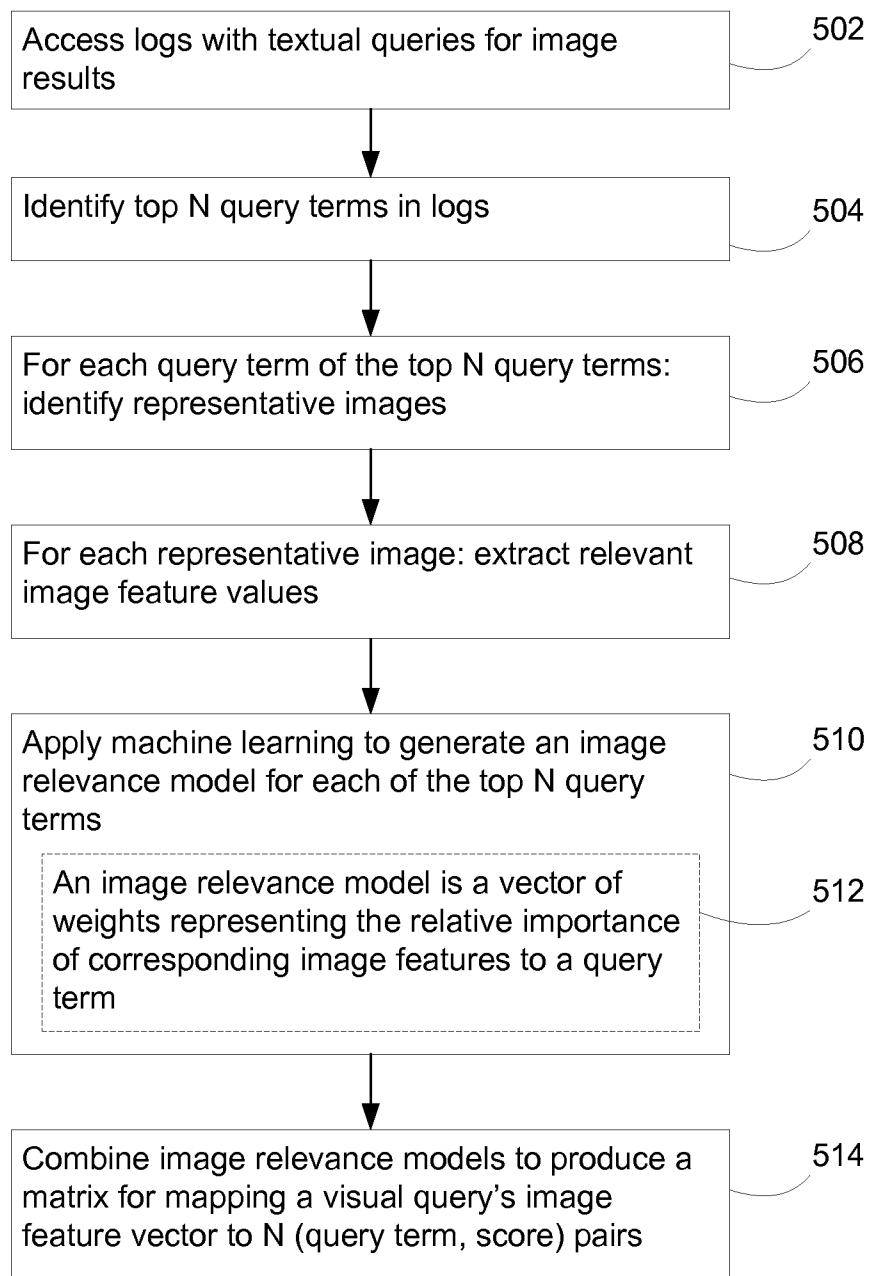 Access logs with textual queries for image
results
502
Identify top N query terms in logs
504
For each query term of the top N query terms:
identify representative images
506
For each representative image: extract relevant
image feature values
508
Apply machine learning to generate an image
relevance model for each of the top N query
terms
510
An image relevance model is a vector of
weights representing the relative importance
of corresponding image features to a query
term
512
Combine image relevance models to produce a
matrix for mapping a visual query's image
feature vector to N (query term, score) pairs
514